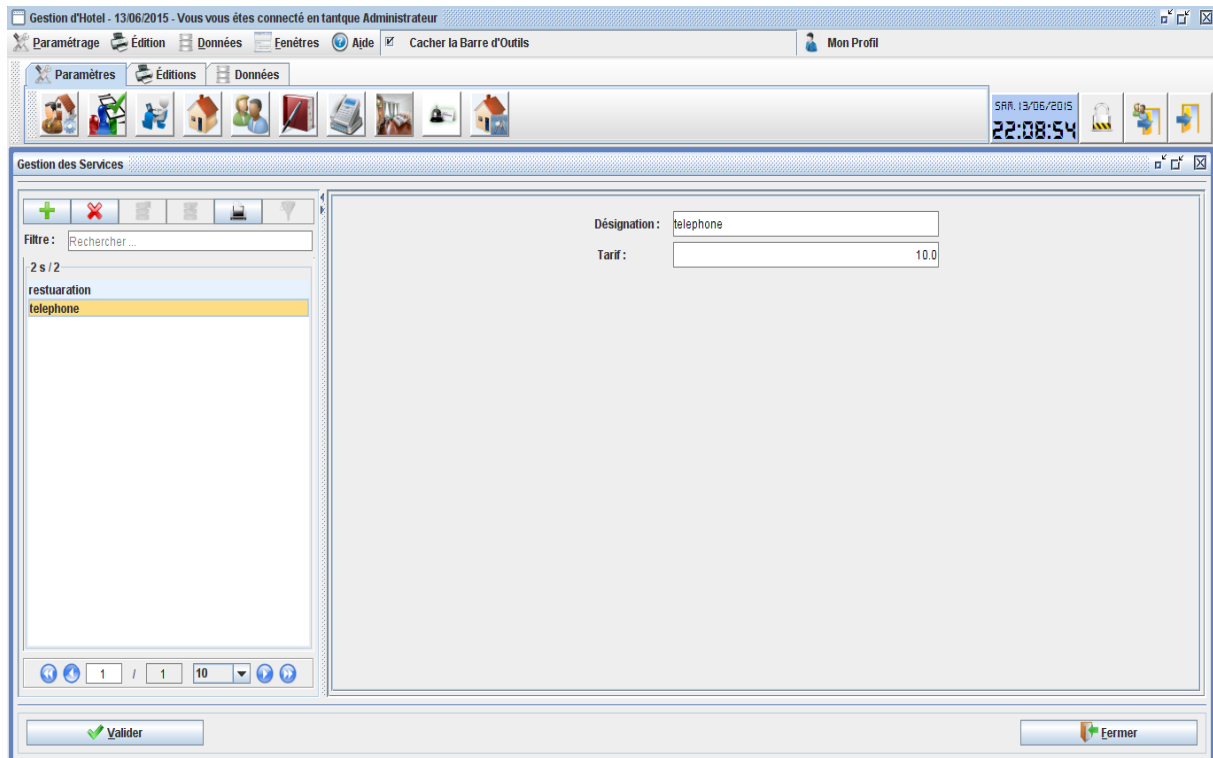 Gestion d'Hotel - 13/06/2015 - Vous vous êtes connecté en tantque Administrateur
Paramétrage Édition Données Fenêtres Aide Cacher la Barre d'Outils Mon Profil
Paramètres Éditions Données
SAM. 13/06/2015
22:08:54
Gestion des Services
Filtre : Rechercher ...
2 s / 2
restuaration
telephone
Désignation : telephone
Tarif : 10.0
1 / 1 10
Valider Fermer